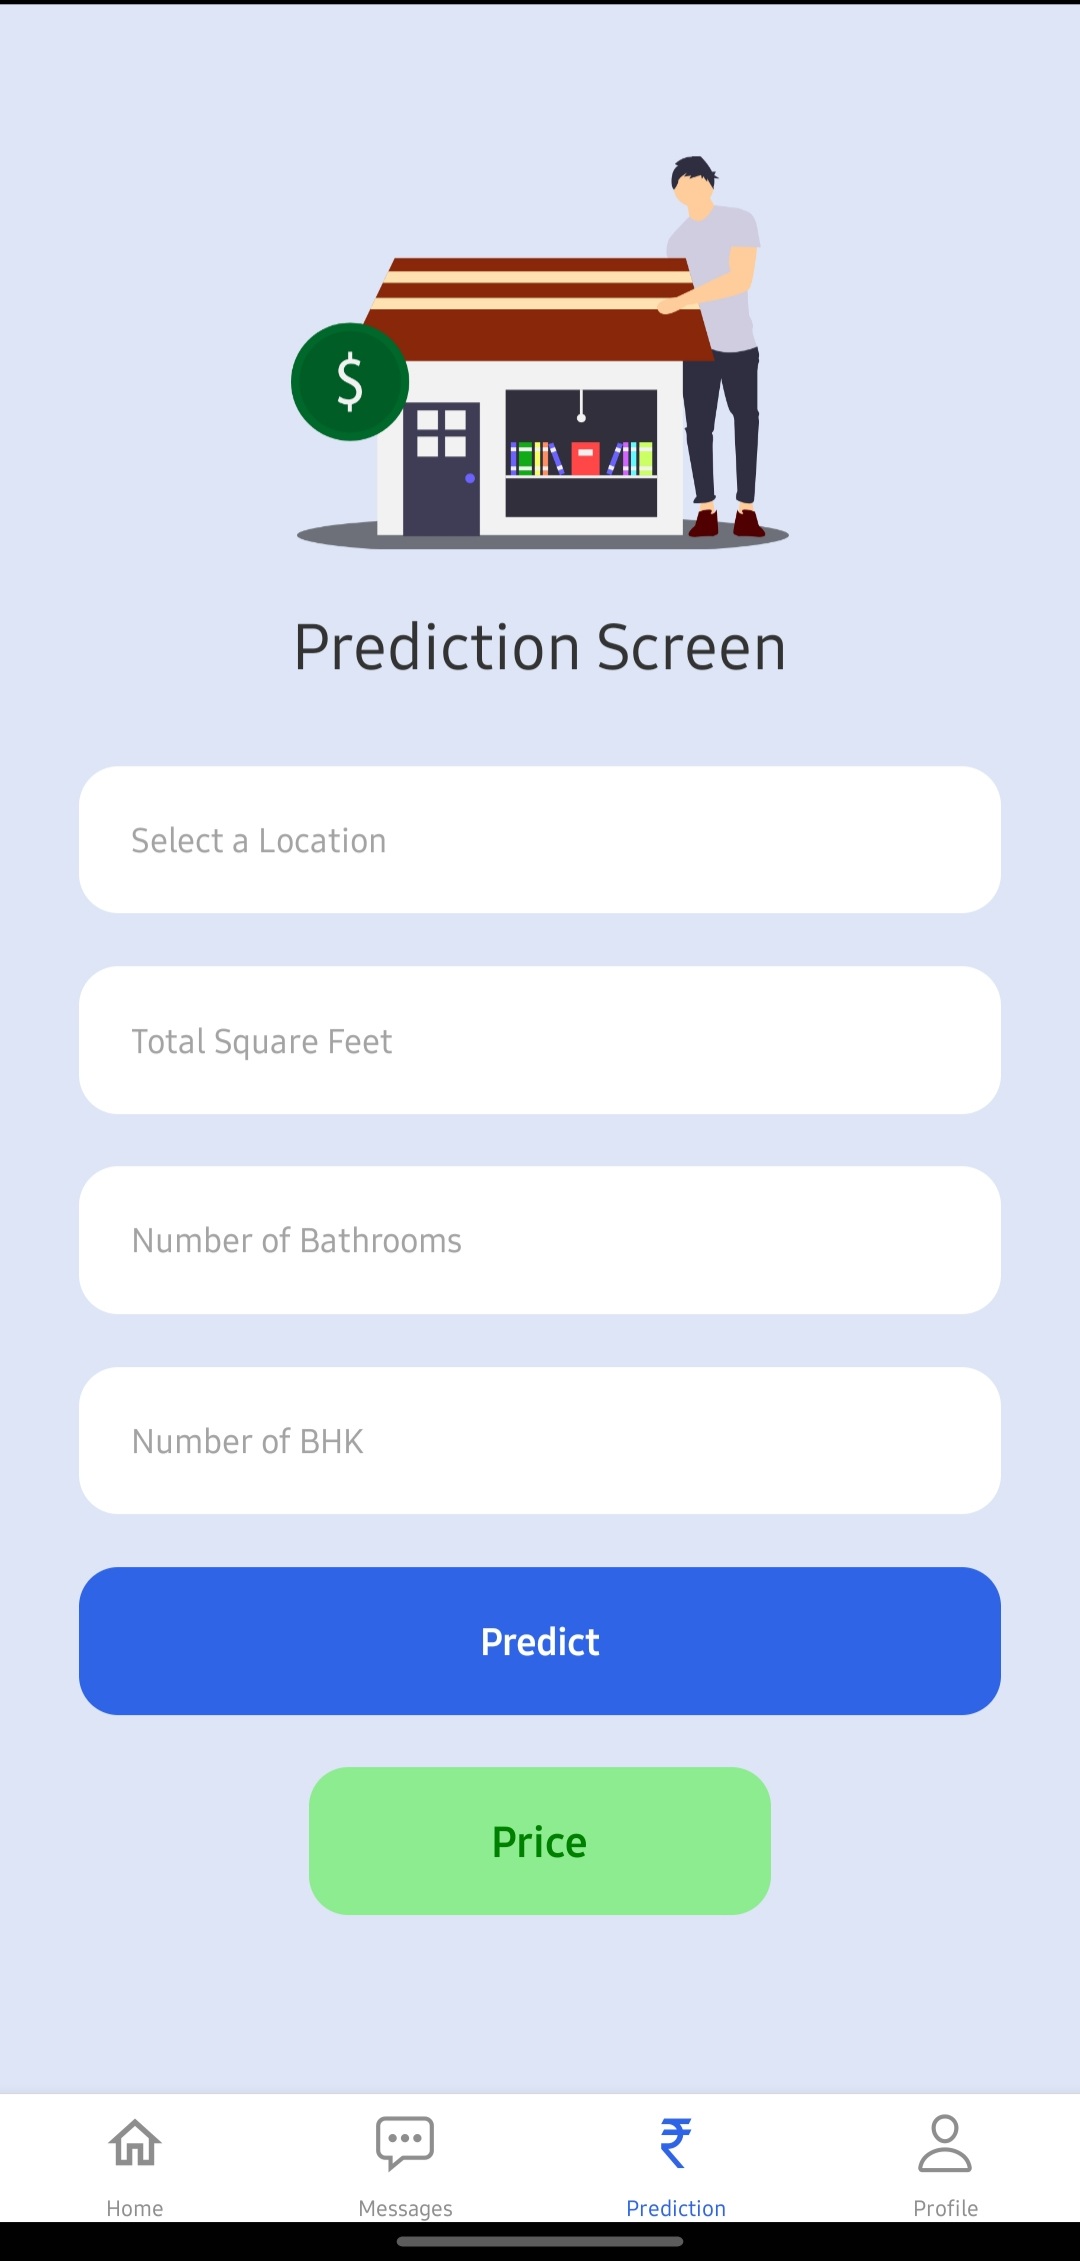 $
Prediction Screen
Select a Location
Total Square Feet
Number of Bathrooms
Number of BHK
Predict
Price
₹
Home
Messages
Prediction
Profile